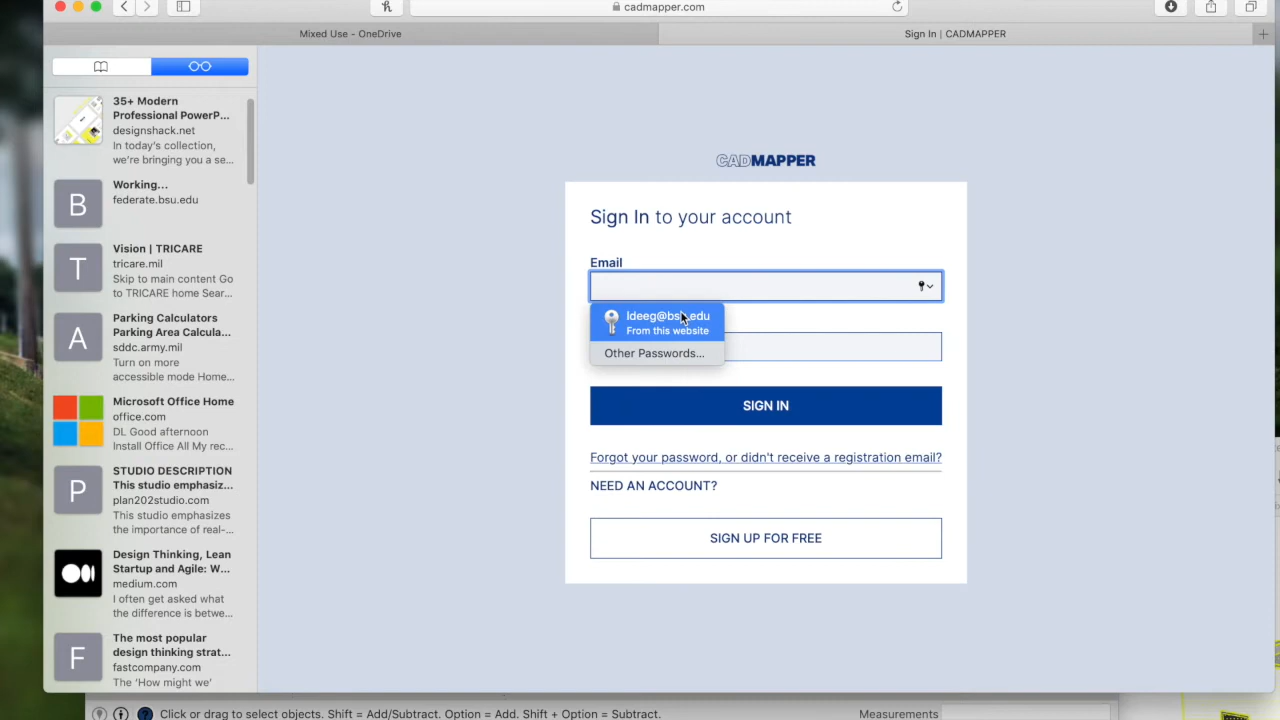 cadmapper.com
Mixed Use - OneDrive
Sign In | CADMAPPER
35+ Modern
Professional PowerP...
designshack.net
In today's collection,
we're bringing you a se...
B
Working...
federate.bsu.edu
T
Vision | TRICARE
tricare.mil
Skip to main content Go
to TRICARE home Sear...
P
Parking Calculators
Parking Area Calcula...
sddc.army.mil
Turn on more
accessible mode Home...
Microsoft Office Home
office.com
DL Good afternoon
Install Office All My rec...
P
STUDIO DESCRIPTION
This studio emphasiz...
plan202studio.com
This studio emphasizes
the importance of real-...
Design Thinking, Lean
Startup and Agile: W...
medium.com
I often get asked what
the difference is betwe...
F
The most popular
design thinking strat...
fastcompany.com
The 'How might we'
CADMAPPER
Sign In to your account
Email
From this website
Other Passwords...
SIGN IN
Forgot your password, or didn't receive a registration email?
NEED AN ACCOUNT?
SIGN UP FOR FREE
Click or drag to select objects. Shift = Add/Subtract. Option = Add. Shift + Option = Subtract.
Measurements